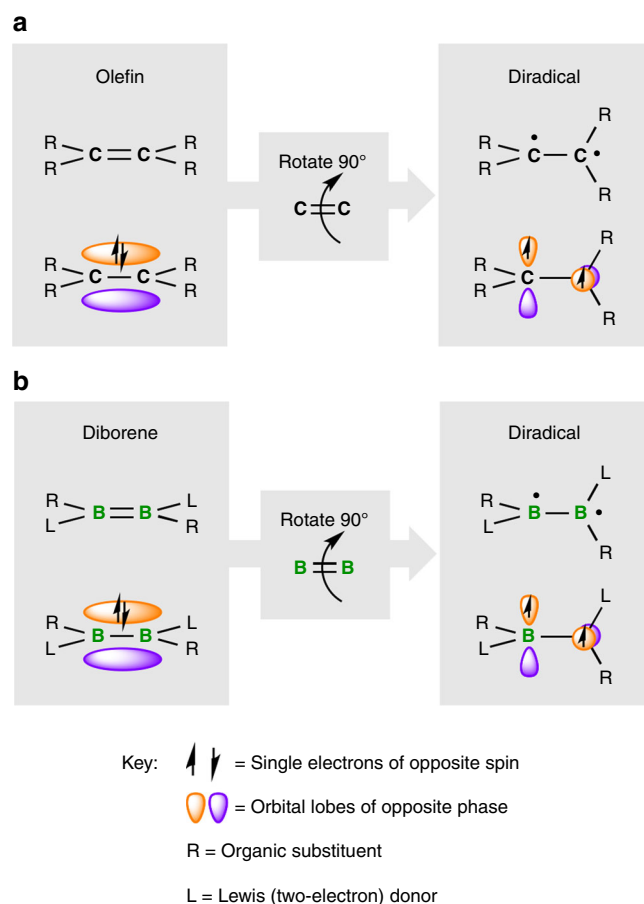 a
Olefin
Diradical
R R
C C
R R
Rotate 90°
C C
R
R
C C
R
R
R R
C C
R R
R
R
C
R
R
b
Diborene
Diradical
R L
B B
L R
Rotate 90°
B B
L
R
B B
L
R
R L
B B
L R
L
R
B
L
R
Key: = Single electrons of opposite spin
= Orbital lobes of opposite phase
R = Organic substituent
L = Lewis (two-electron) donor